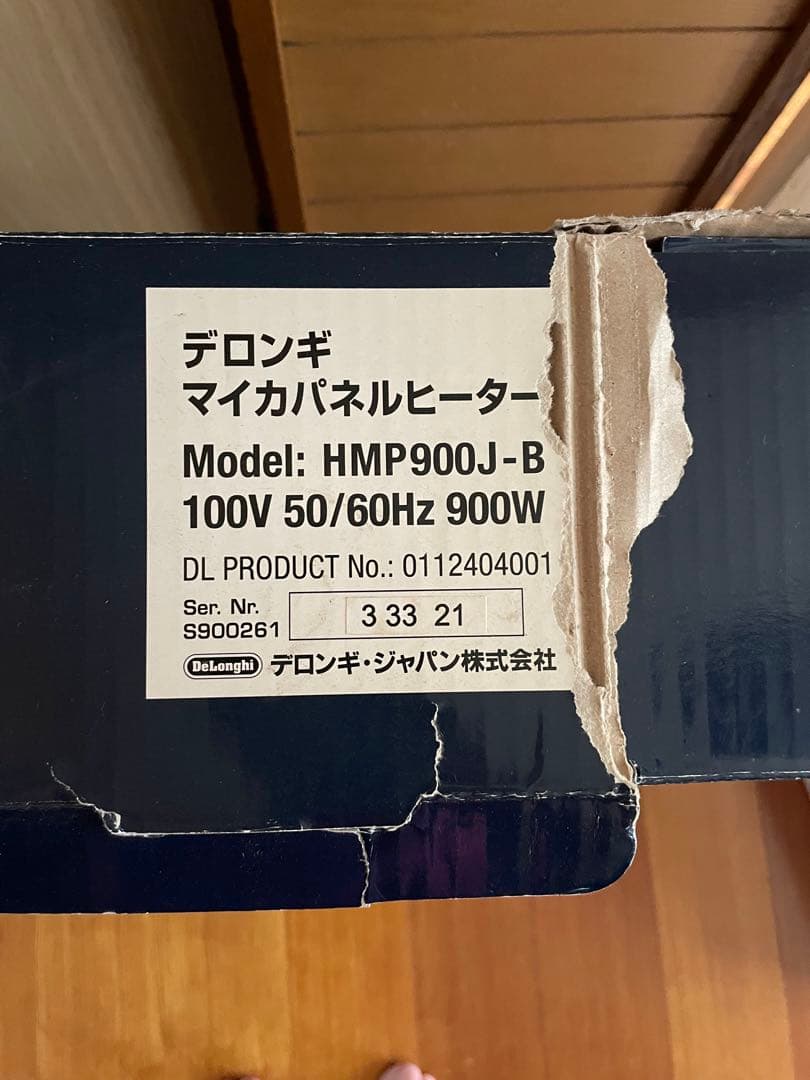 デロンギ
マイカパネルヒーター
Model: HMP900J-B
100V 50/60Hz 900W
DL PRODUCT No.: 0112404001
Ser. Nr.
S900261
3 33 21
DeLonghi デロンギ・ジャパン株式会社